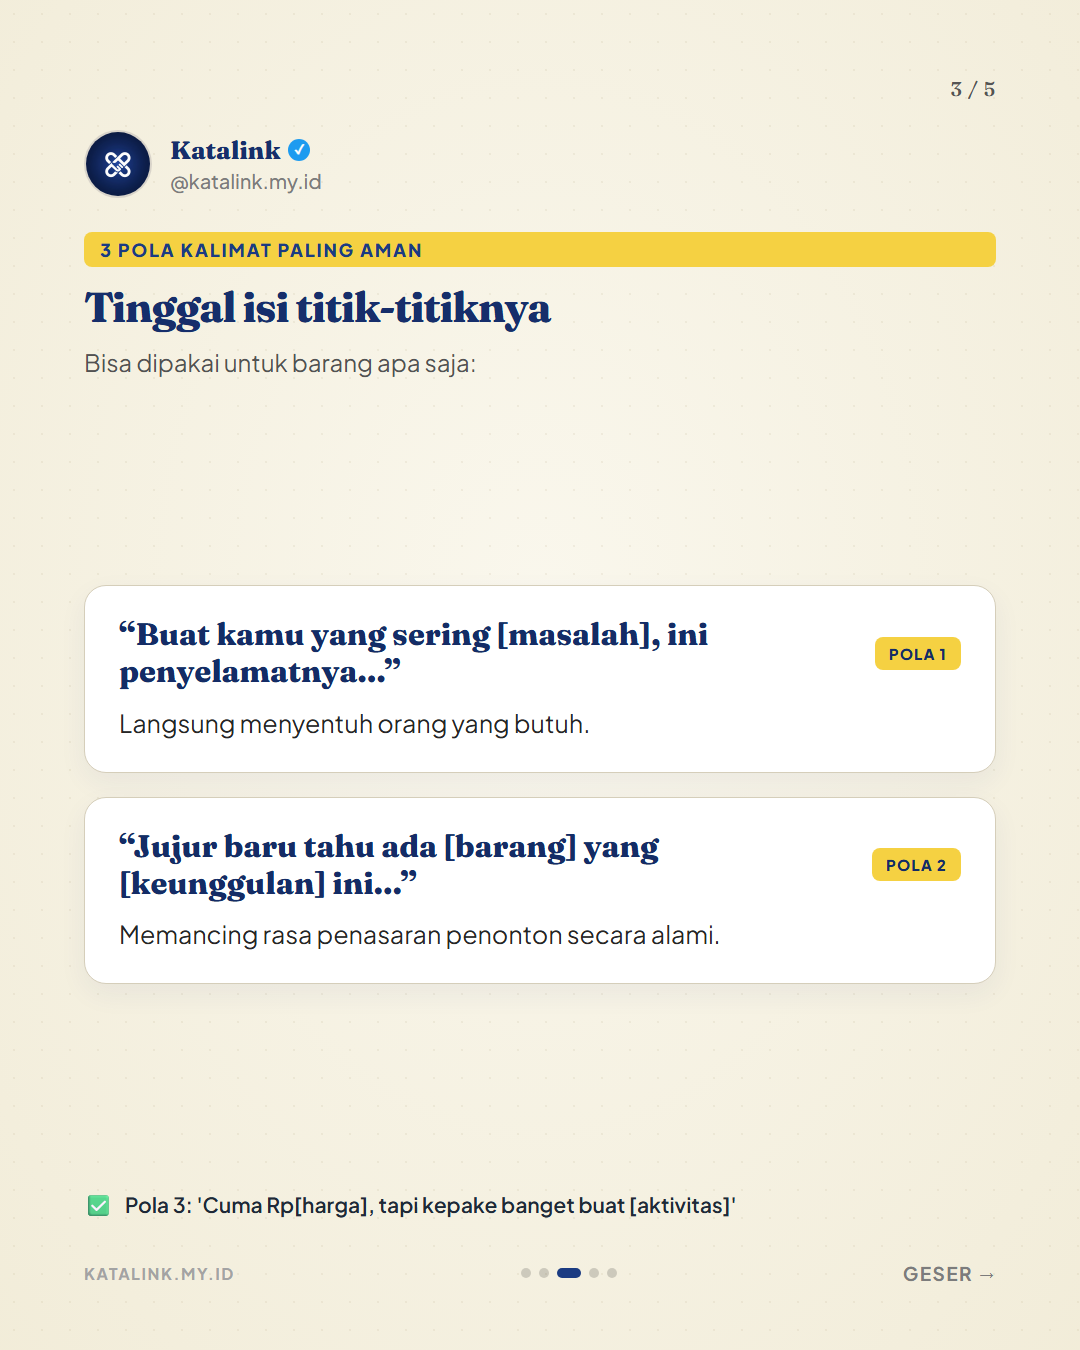 3 / 5
Katalink
@katalink.my.id
3 POLA KALIMAT PALING AMAN
Tinggal isi titik-titiknya
Bisa dipakai untuk barang apa saja:
“Buat kamu yang sering [masalah], ini
penyelamatnya...”
POLA 1
Langsung menyentuh orang yang butuh.
“Jujur baru tahu ada [barang] yang
[keunggulan] ini...”
POLA 2
Memancing rasa penasaran penonton secara alami.
✅ Pola 3: 'Cuma Rp[harga], tapi kepake banget buat [aktivitas]'
KATALINK.MY.ID
GESER →